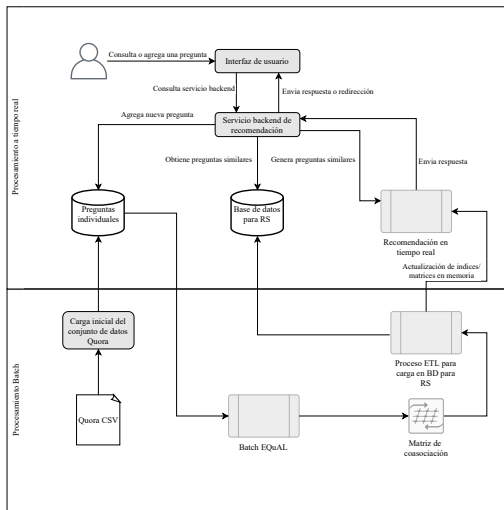 Procesamiento a tiempo real
Consulta o agrega una pregunta
Interfaz de usuario
Consulta servicio backend
Envia respuesta o redirección
Agrega nueva pregunta
Servicio backend de
recomendación
Obtiene preguntas similares
Genera preguntas similares
Envia respuesta
Preguntas
individuales
Base de datos
para RS
Recomendación en
tiempo real
Actualización de indices/
matrices en memoria
Procesamiento Batch
Carga inicial del
conjunto de datos
Quora
Proceso ETL para
carga en BD para
RS
Quora CSV
Batch EQuAL
Matriz de
coasociación